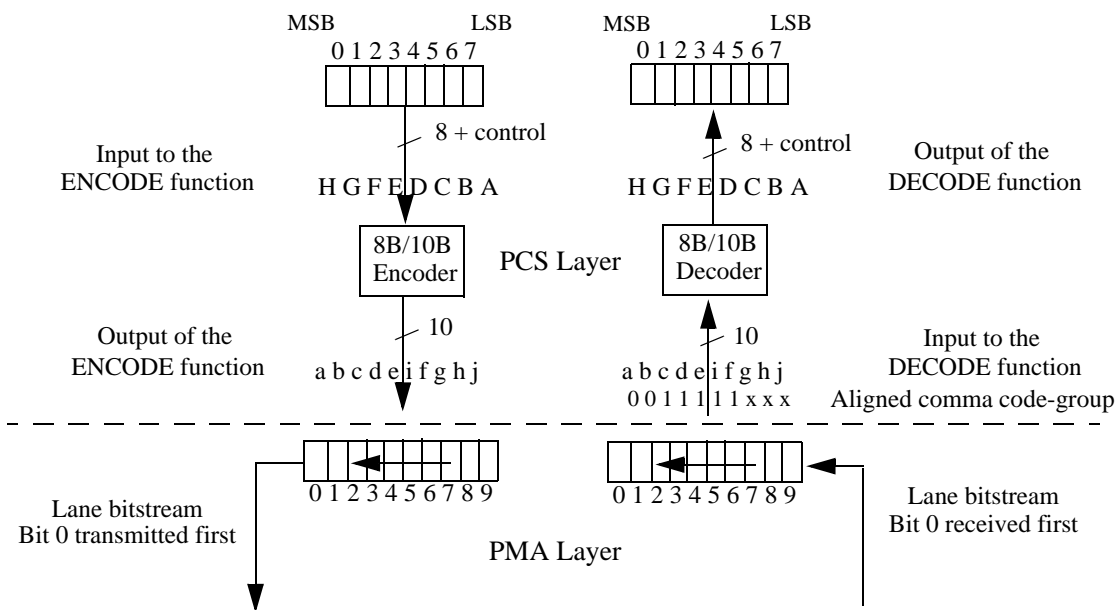 MSB LSB MSB LSB
0 1 2 3 4 5 6 7 0 1 2 3 4 5 6 7
8 + control 8 + control
Input to the
ENCODE function
Output of the
DECODE function
H G F E D C B A H G F E D C B A
8B/10B
Encoder
PCS Layer
8B/10B
Decoder
10 10
Output of the
ENCODE function
Input to the
DECODE function
a b c d e i f g h j a b c d e i f g h j
0 0 1 1 1 1 1 x x x Aligned comma code-group
0 1 2 3 4 5 6 7 8 9 0 1 2 3 4 5 6 7 8 9
Lane bitstream
Bit 0 transmitted first
Lane bitstream
Bit 0 received first
PMA Layer